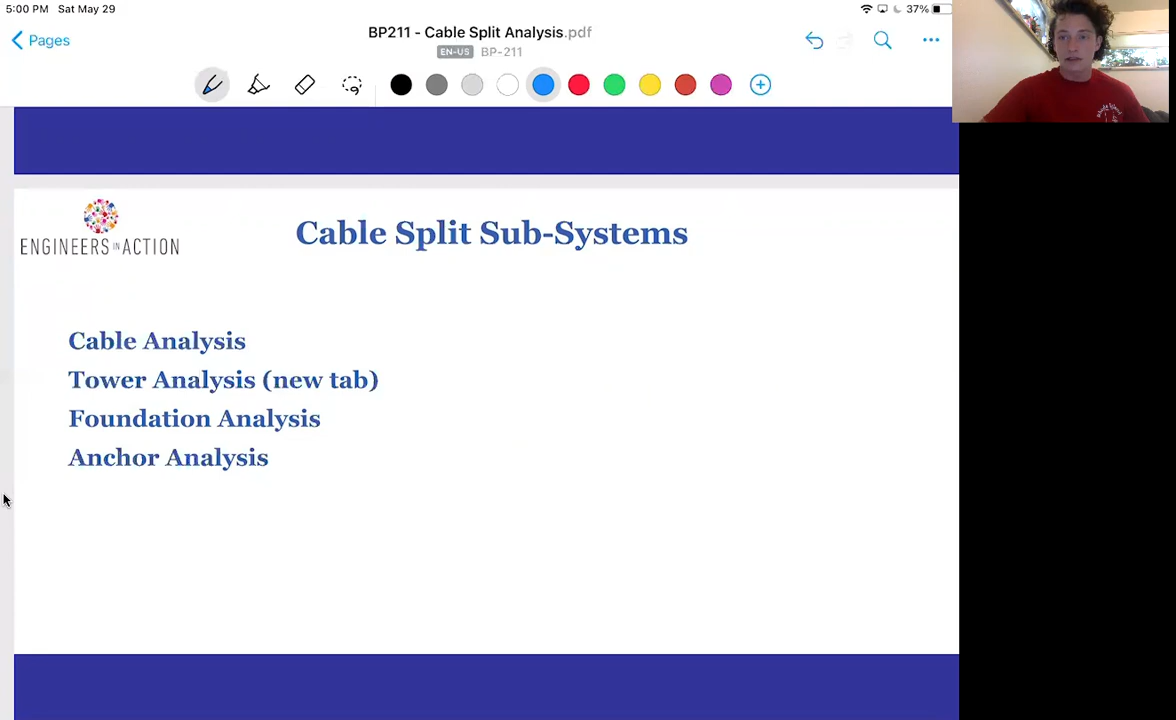 5:00 PM Sat May 29
37%
Pages
BP211 - Cable Split Analysis.pdf
EN-US BP-211
ENGINEERS IN ACTION
Cable Split Sub-Systems
Cable Analysis
Tower Analysis (new tab)
Foundation Analysis
Anchor Analysis